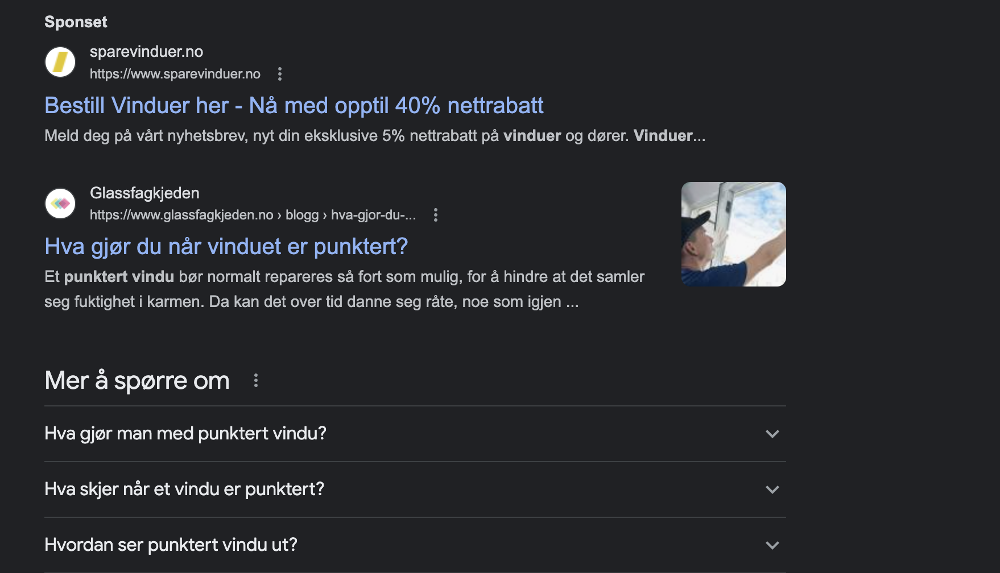 Sponset
sparevinduer.no
https://www.sparevinduer.no
Bestill Vinduer her - Nå med opptil 40% nettrabatt
Meld deg på vårt nyhetsbrev, nyt din eksklusive 5% nettrabatt på vinduer og dører. Vinduer...
Glassfagkjeden
https://www.glassfagkjeden.no › blogg › hva-gjor-du-...
Hva gjør du når vinduet er punktert?
Et punktert vindu bør normalt repareres så fort som mulig, for å hindre at det samler
seg fuktighet i karmen. Da kan det over tid danne seg råte, noe som igjen ...
Mer å spørre om
Hva gjør man med punktert vindu?
Hva skjer når et vindu er punktert?
Hvordan ser punktert vindu ut?